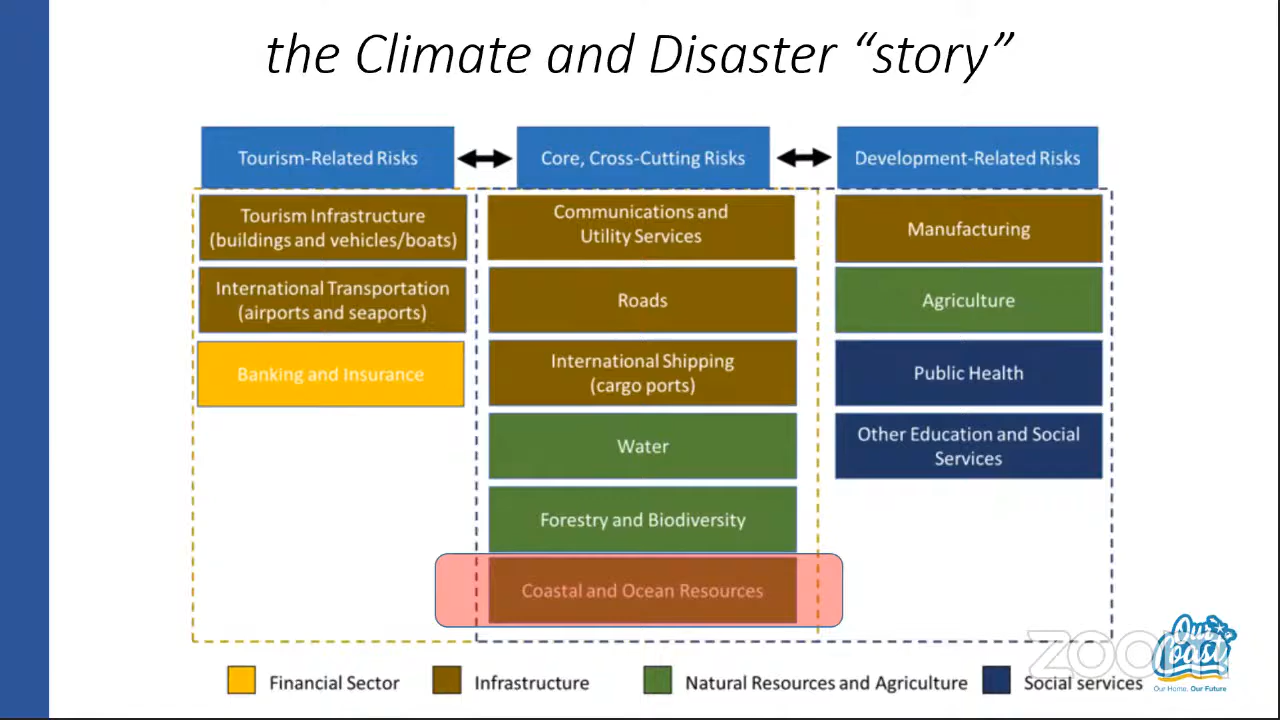 the Climate and Disaster “story”
Tourism-Related Risks
Core, Cross-Cutting Risks
Development-Related Risks
Tourism Infrastructure
(buildings and vehicles/boats)
International Transportation
(airports and seaports)
Banking and Insurance
Communications and
Utility Services
Roads
International Shipping
(cargo ports)
Water
Forestry and Biodiversity
Coastal and Ocean Resources
Manufacturing
Agriculture
Public Health
Other Education and Social
Services
Financial Sector
Infrastructure
Natural Resources and Agriculture
Social services
zoom
Our
Coast
Our Home, Our Future